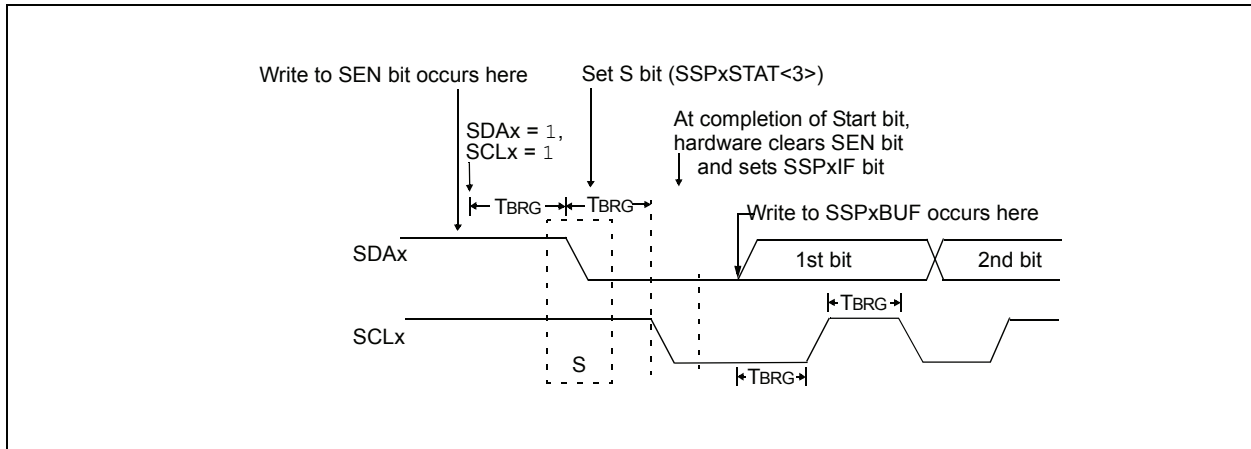 Write to SEN bit occurs here
Set S bit (SSPxSTAT<3>)
SDAx = 1,
SCLx = 1
At completion of Start bit,
hardware clears SEN bit
and sets SSPxIF bit
TBRG
TBRG
Write to SSPxBUF occurs here
SDAx
1st bit
2nd bit
TBRG
SCLx
S
TBRG